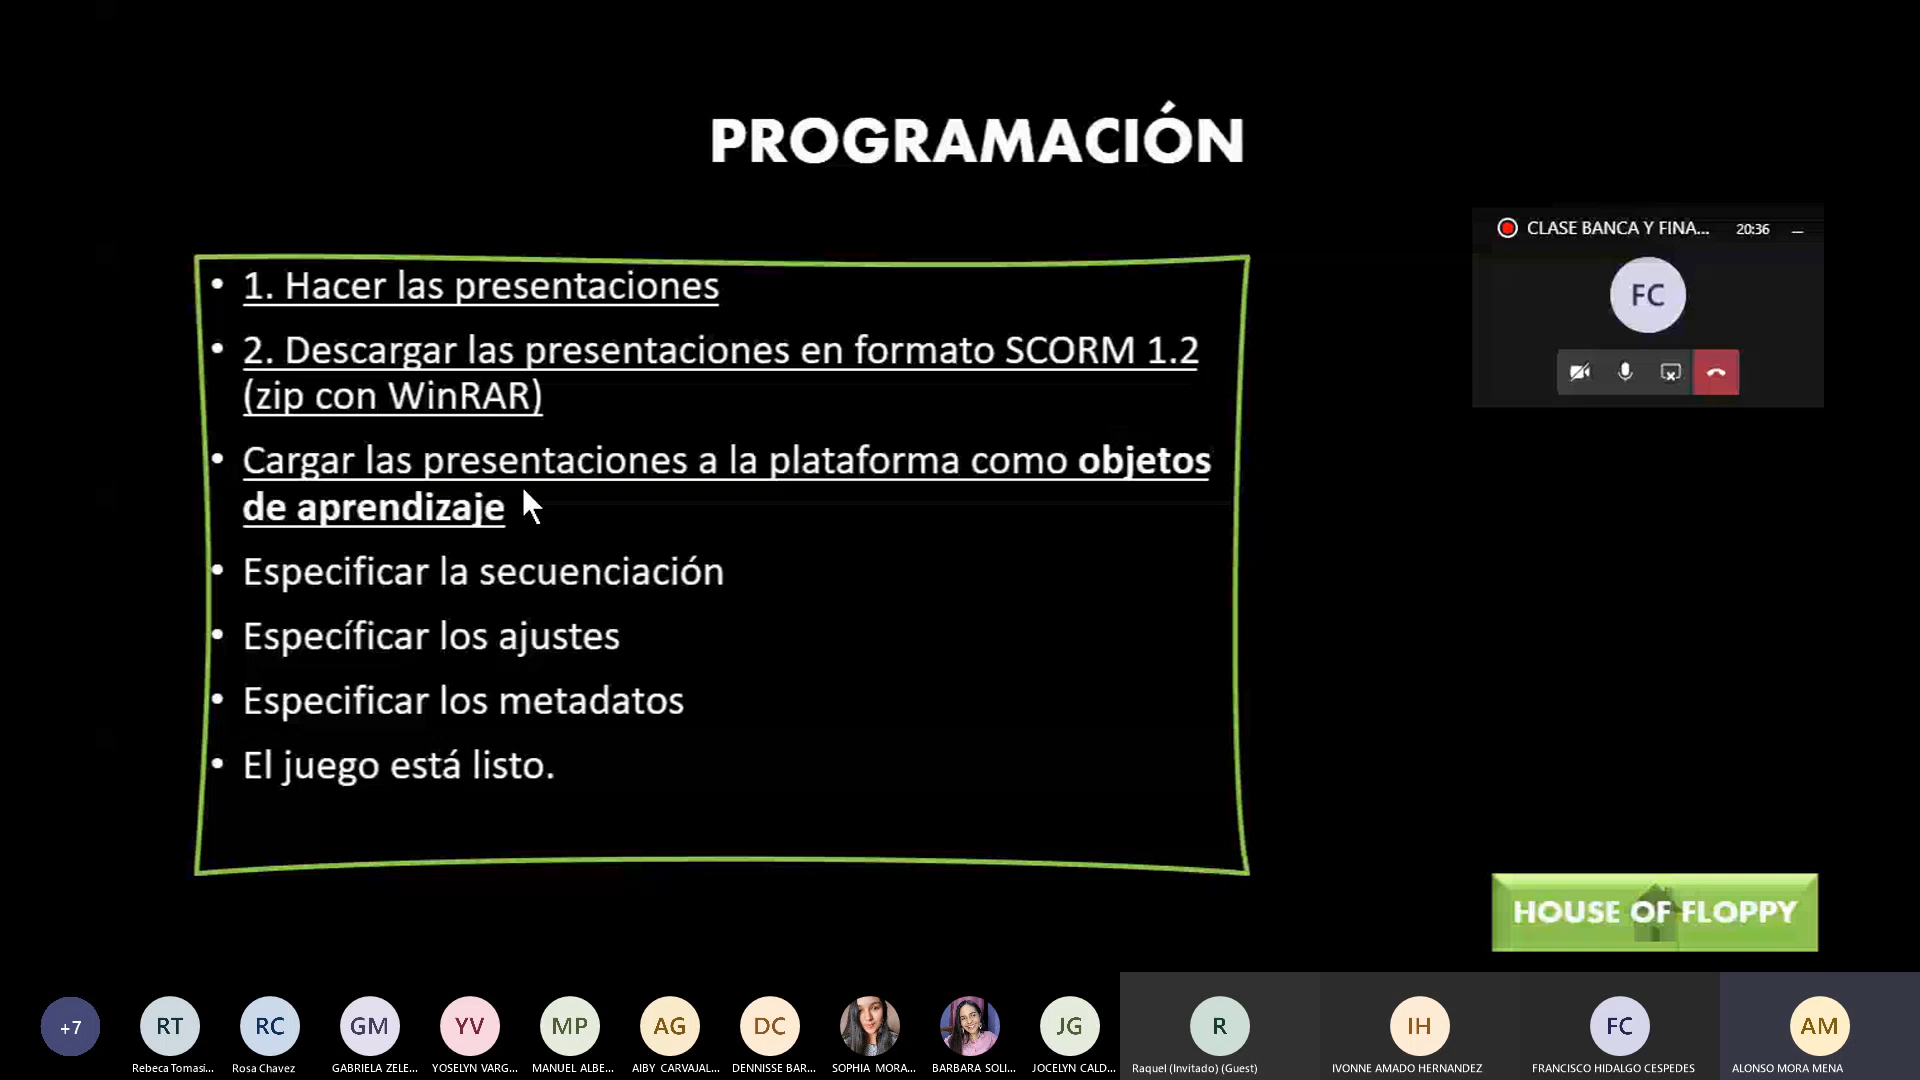 PROGRAMACIÓN
CLASE BANCA Y FINA... 20:36
FC
• 1. Hacer las presentaciones
• 2. Descargar las presentaciones en formato SCORM 1.2
(zip con WinRAR)
• Cargar las presentaciones a la plataforma como objetos
de aprendizaje
• Especificar la secuenciación
• Específicar los ajustes
• Especificar los metadatos
• El juego está listo.
HOUSE OF FLOPPY
+7 RT RC GM YV MP AG DC JG R IH FC AM
Rebeca Tomasi... Rosa Chavez GABRIELA ZELE... YOSELYN VARG... MANUEL ALBE... AIBY CARVAJAL... DENNISSE BAR... SOPHIA MORA... BARBARA SOLI... JOCELYN CALD... Raquel (Invitado) (Guest) IVONNE AMADO HERNANDEZ FRANCISCO HIDALGO CESPEDES ALONSO MORA MENA